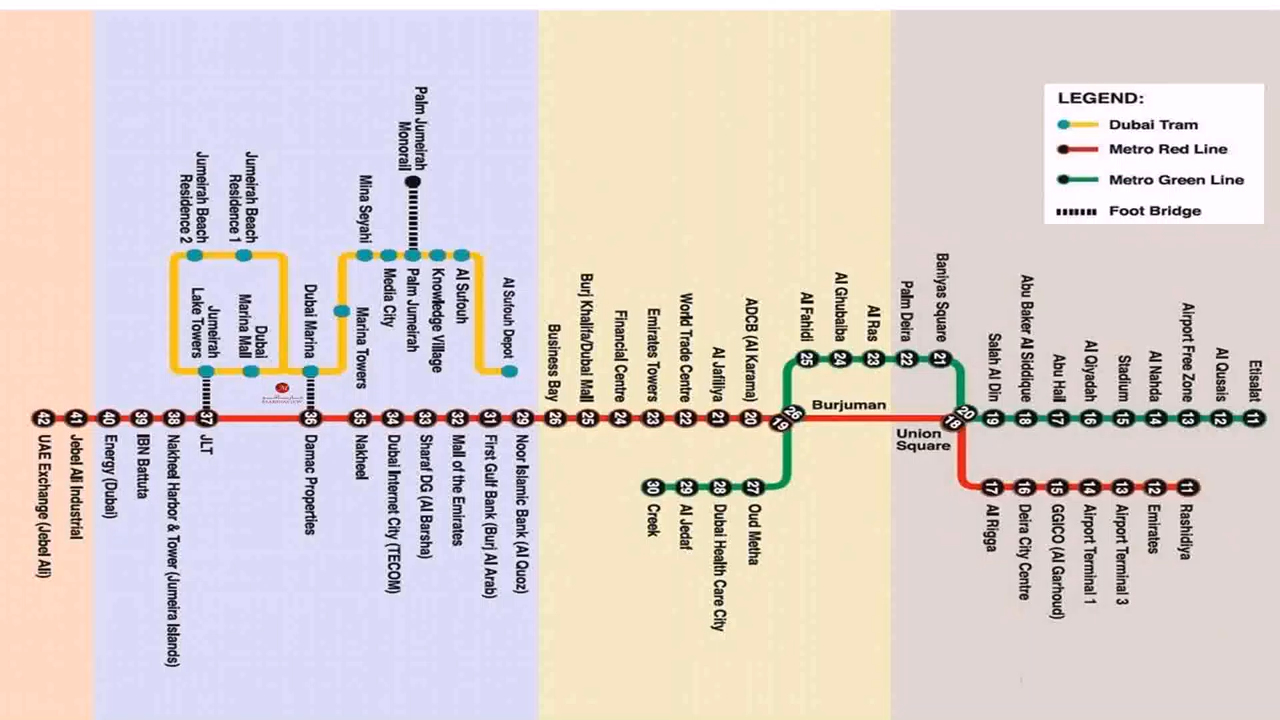 LEGEND:
Dubai Tram
Metro Red Line
Metro Green Line
Foot Bridge
Palm Jumeirah
Monorail
Jumeirah Beach
Residence 2
Jumeirah Beach
Residence 1
Mina Seyahi
Media City
Palm Jumeirah
Knowledge Village
Al Sufouh
Al Sufouh Depot
Jumeirah
Lake Towers
Dubai
Marina Mall
Dubai Marina
Marina Towers
42 UAE Exchange (Jebel Ali)
41 Jebel Ali Industrial
40 Energy (Dubai)
39 IBN Battuta
38 Nakheel Harbor & Tower (Jumeira Islands)
37 JLT
36 Damac Properties
35 Nakheel
34 Dubai Internet City (TECOM)
33 Sharaf DG (Al Barsha)
32 Mall of the Emirates
31 First Gulf Bank (Burj Al Arab)
29 Noor Islamic Bank (Al Quoz)
26 Business Bay
25 Burj Khalifa/Dubai Mall
24 Financial Centre
23 Emirates Towers
22 World Trade Centre
21 Al Jafiliya
20 ADCB (Al Karama)
19
26
Burjuman
18
20
Union
Square
25 Al Fahidi
24 Al Ghubaiba
23 Al Ras
22 Palm Deira
21 Baniyas Square
19 Salah Al Din
18 Abu Baker Al Siddique
17 Abu Hail
16 Al Qiyadah
15 Stadium
14 Al Nahda
13 Airport Free Zone
12 Al Qusais
11 Etisalat
30 Creek
29 Al Jedaf
28 Dubai Health Care City
27 Oud Metha
17 Al Rigga
16 Deira City Centre
15 GGICO (Al Garhoud)
14 Airport Terminal 1
13 Airport Terminal 3
12 Emirates
11 Rashidiya